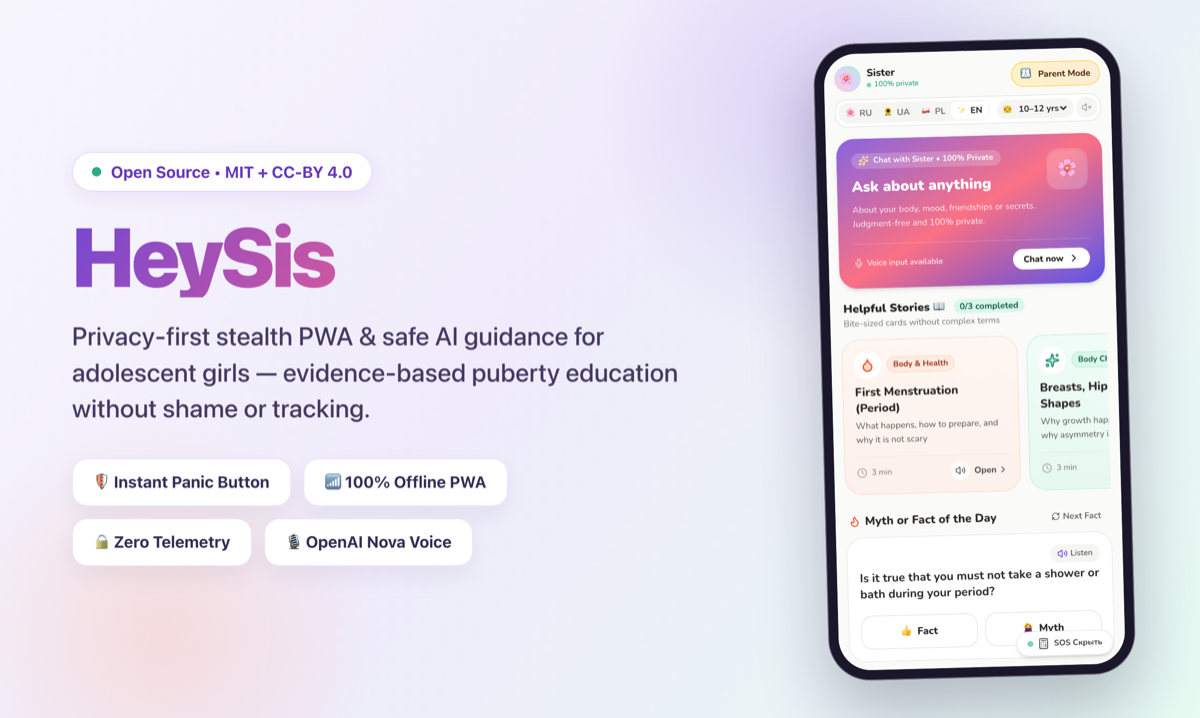 Open Source • MIT + CC-BY 4.0
HeySis
Privacy-first stealth PWA & safe AI guidance for
adolescent girls — evidence-based puberty education
without shame or tracking.
Instant Panic Button
100% Offline PWA
Zero Telemetry
OpenAI Nova Voice
Sister
100% private
Parent Mode
RU UA PL EN 10–12 yrs
Chat with Sister • 100% Private
Ask about anything
About your body, mood, friendships or secrets.
Judgment-free and 100% private.
Voice input available
Chat now
Helpful Stories 0/3 completed
Bite-sized cards without complex terms
Body & Health
First Menstruation
(Period)
What happens, how to prepare, and
why it is not scary
3 min
Open
Body Ch
Breasts, Hip
Shapes
Why growth hap
why asymmetry i
3 min
Myth or Fact of the Day
Next Fact
Listen
Is it true that you must not take a shower or
bath during your period?
Fact
Myth
SOS Скрыть